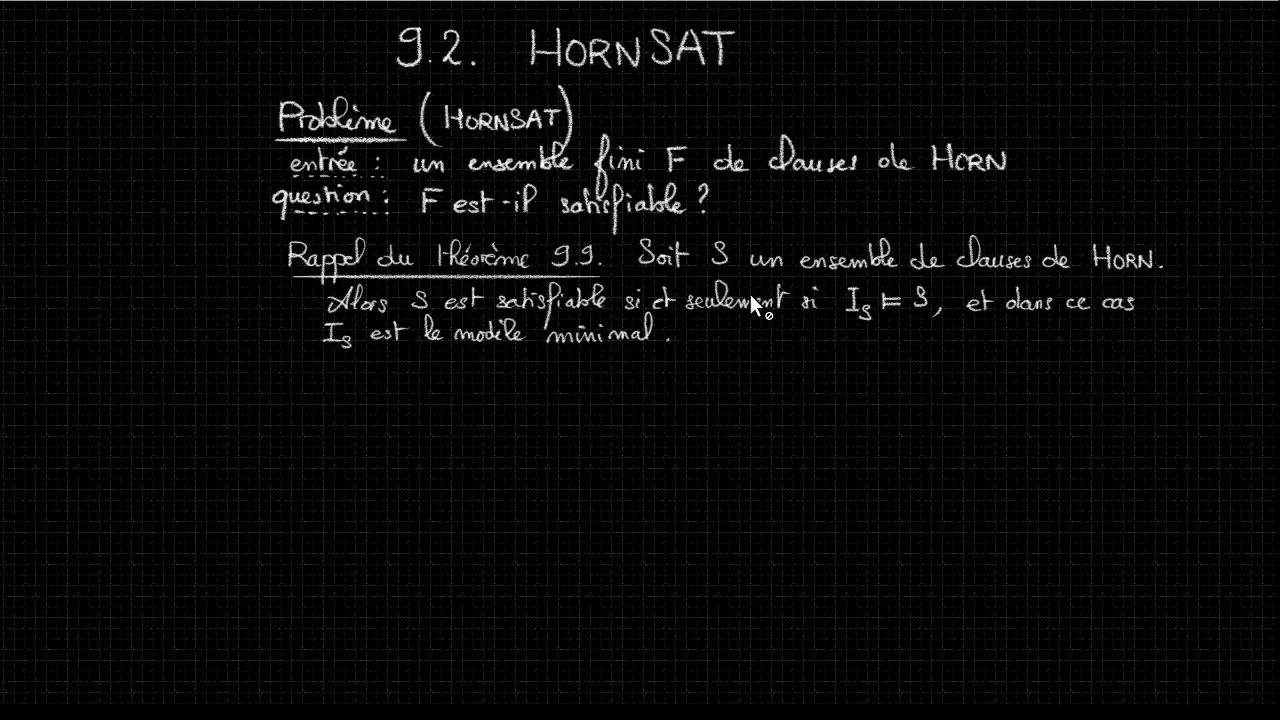 9.2. HORNSAT
Problème (HORNSAT)
entrée : un ensemble fini F de clauses de HORN
question : F est-il satisfiable ?
Rappel du théorème 9.9. Soit S un ensemble de clauses de HORN.
Alors S est satisfiable si et seulement si I_S ⊨ S, et dans ce cas
I_S est le modèle minimal.